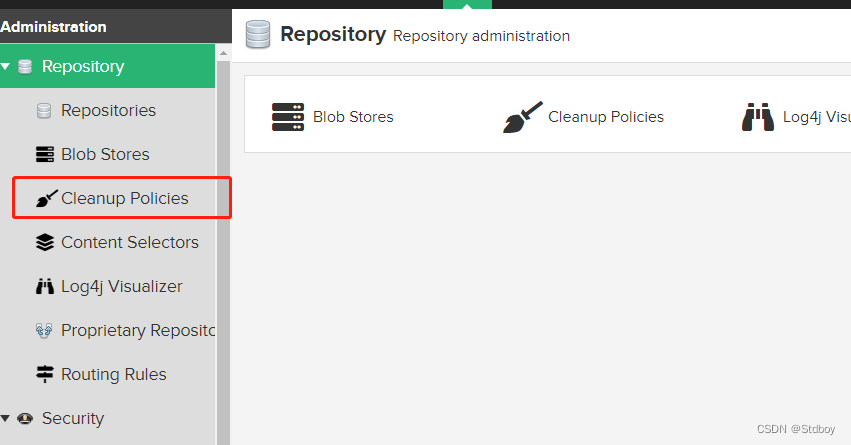 Administration
Repository
Repositories
Blob Stores
Cleanup Policies
Content Selectors
Log4j Visualizer
Proprietary Reposito
Routing Rules
Security
Repository Repository administration
Blob Stores Cleanup Policies Log4j Visu
CSDN @Stdboy